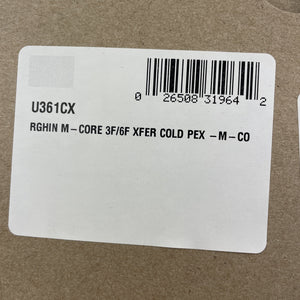 0 26508 31964 2
U361CX
RGHIN M-CORE 3F/6F XFER COLD PEX -M-CO